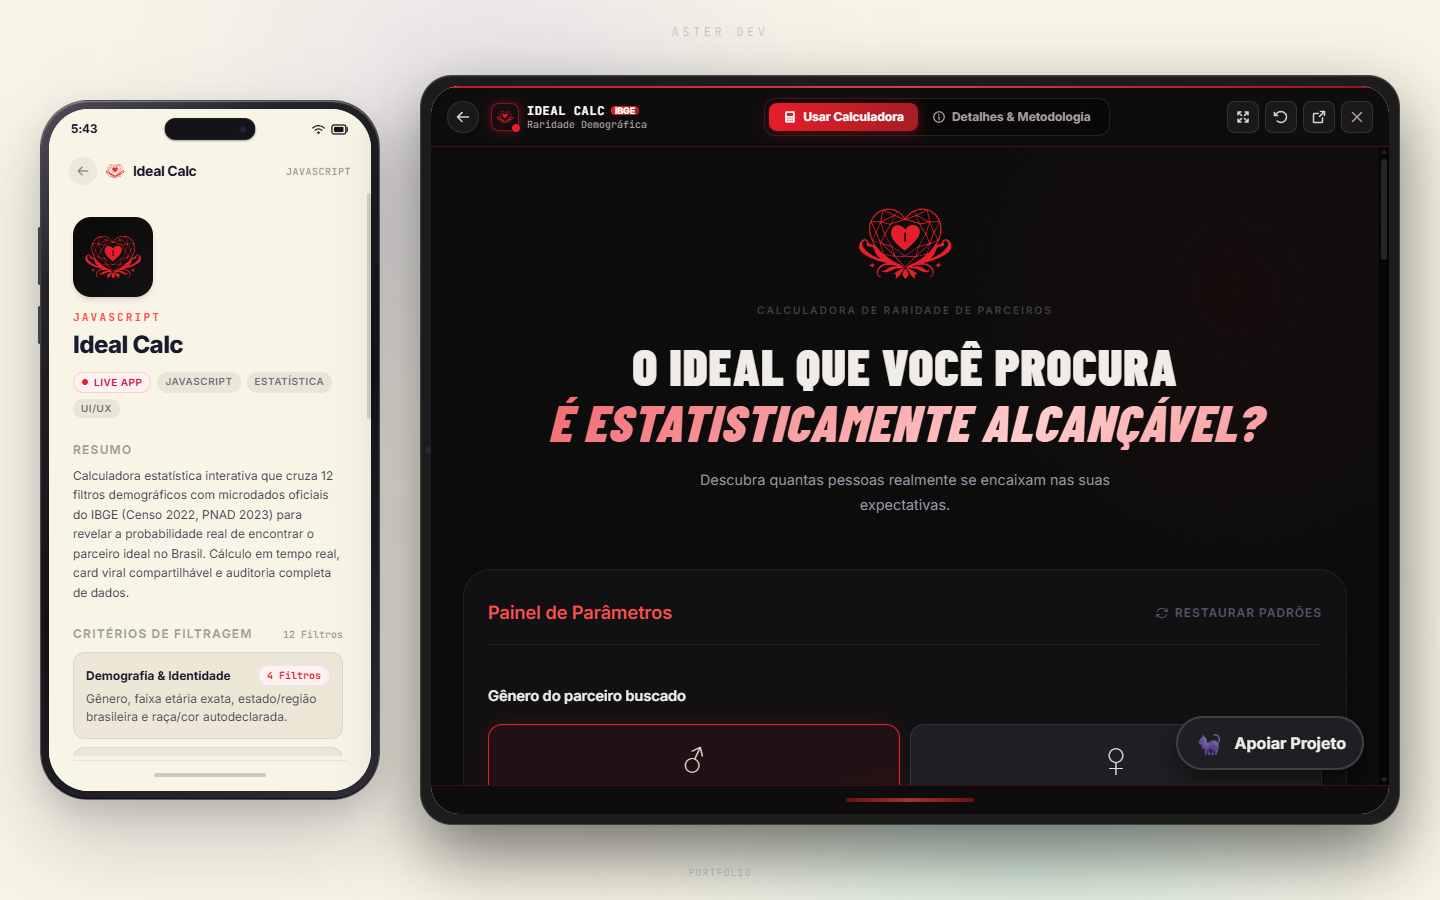 ASTER DEV
5:43
Ideal Calc
JAVASCRIPT
JAVASCRIPT
Ideal Calc
LIVE APP
JAVASCRIPT
ESTATÍSTICA
UI/UX
RESUMO
Calculadora estatística interativa que cruza 12
filtros demográficos com microdados oficiais
do IBGE (Censo 2022, PNAD 2023) para
revelar a probabilidade real de encontrar o
parceiro ideal no Brasil. Cálculo em tempo real,
card viral compartilhável e auditoria completa
de dados.
CRITÉRIOS DE FILTRAGEM
12 Filtros
Demografia & Identidade
4 Filtros
Gênero, faixa etária exata, estado/região
brasileira e raça/cor autodeclarada.
IDEAL CALC IBGE
Raridade Demográfica
Usar Calculadora
Detalhes & Metodologia
CALCULADORA DE RARIDADE DE PARCEIROS
O IDEAL QUE VOCÊ PROCURA
É ESTATISTICAMENTE ALCANÇÁVEL?
Descubra quantas pessoas realmente se encaixam nas suas
expectativas.
Painel de Parâmetros
RESTAURAR PADRÕES
Gênero do parceiro buscado
Apoiar Projeto
PORTFOLIO